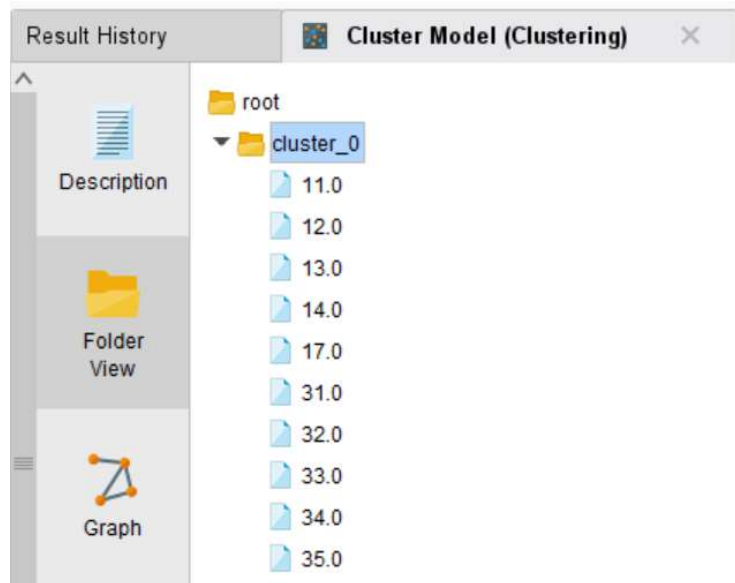 Result History
Cluster Model (Clustering)
Description
Folder
View
Graph
root
cluster_0
11.0
12.0
13.0
14.0
17.0
31.0
32.0
33.0
34.0
35.0